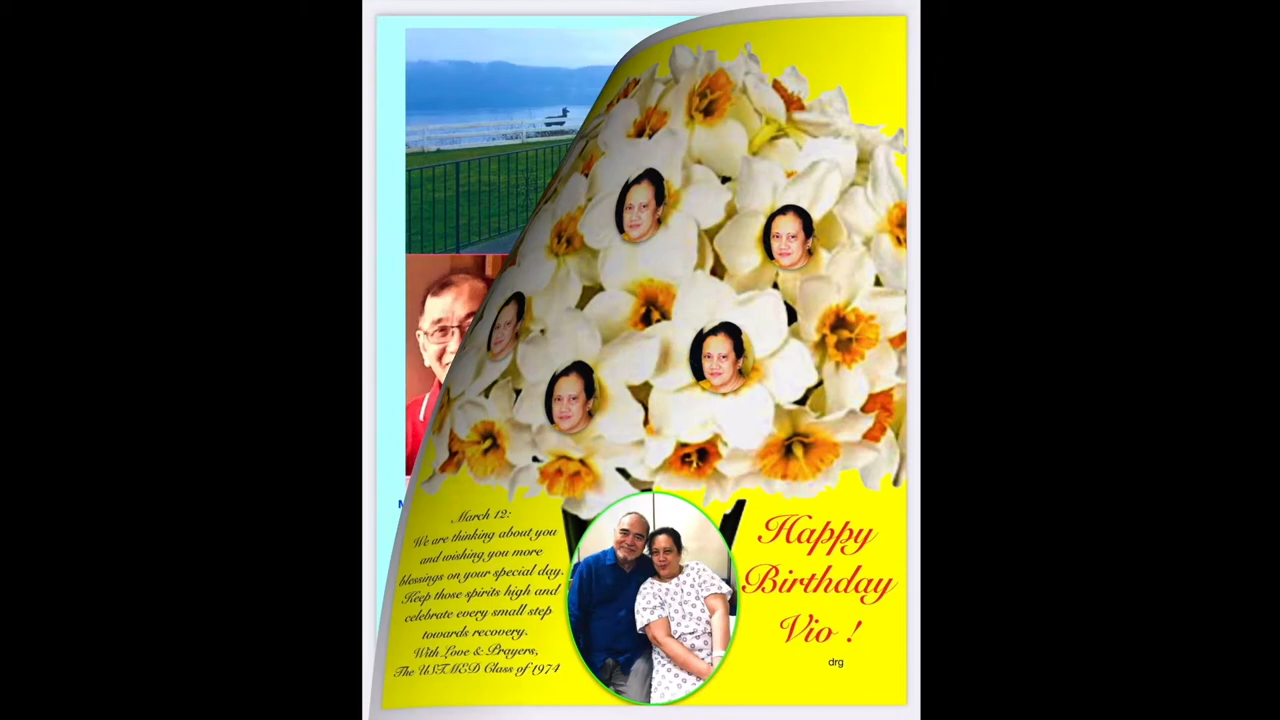 March 12:
We are thinking about you
and wishing you more
blessings on your special day.
Keep those spirits high and
celebrate every small step
towards recovery.
With Love & Prayers,
The USTMED Class of 1974
Happy
Birthday
Vio !
drg